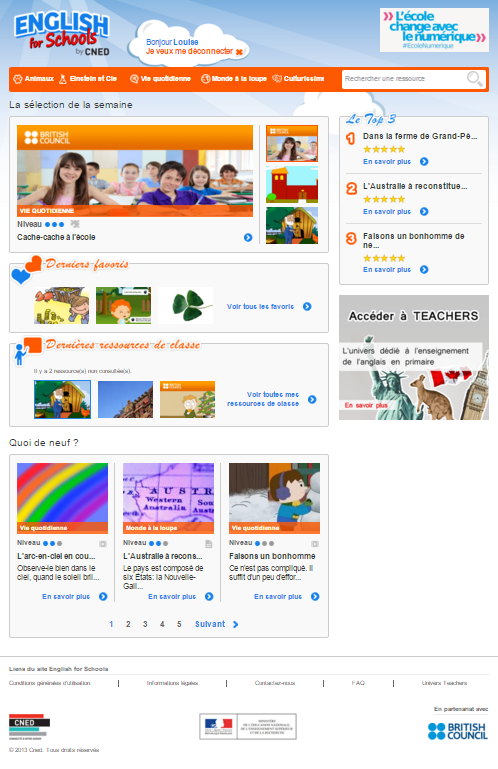 ENGLISH
for Schools
by CNED
Bonjour Louise
Je veux me déconnecter
L'école
change avec
le numérique
#EcoleNumerique
Animaux
Einstein et Cie
Vie quotidienne
Monde à la loupe
Culturissime
Rechercher une ressource
La sélection de la semaine
BRITISH
COUNCIL
VIE QUOTIDIENNE
Niveau
Cache-cache à l'école
Le Top 3
1
Dans la ferme de Grand-Pè...
En savoir plus
2
L'Australie à reconstitue...
En savoir plus
3
Faisons un bonhomme de
ne...
En savoir plus
Derniers favoris
Voir tous les favoris
Dernières ressources de classe
Il y a 2 ressource(s) non consultée(s).
Voir toutes mes
ressources de classe
Accéder à TEACHERS
L'univers dédié à l'enseignement
de l'anglais en primaire
En savoir plus
Quoi de neuf ?
Vie quotidienne
Niveau
L'arc-en-ciel en cou...
Observe-le bien dans le
ciel, quand le soleil bril...
En savoir plus
AUSTRA
Western
Australia
South
Australia
Monde à la loupe
Niveau
L'Australie à recons...
Le pays est composé de
six États: la Nouvelle-
Gall...
En savoir plus
Vie quotidienne
Niveau
Faisons un bonhomme
Ce n'est pas compliqué. Il
suffit d'un peu d'effor...
En savoir plus
1 2 3 4 5 Suivant
Liens du site English for Schools
Conditions générales d'utilisation | Informations légales | Contactez-nous | FAQ | Univers Teachers
En partenariat avec
CNED
MINISTÈRE
DE L'ÉDUCATION NATIONALE,
DE L'ENSEIGNEMENT SUPÉRIEUR
ET DE LA RECHERCHE
BRITISH
COUNCIL
© 2013 Cned. Tous droits réservés